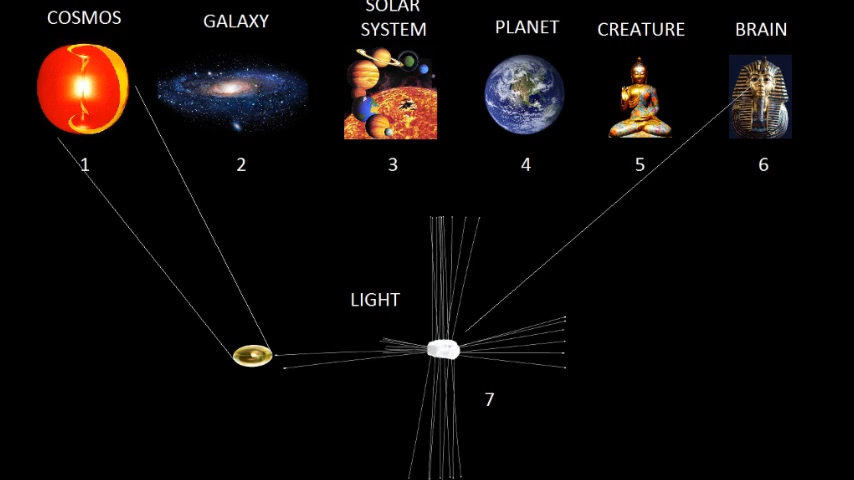 COSMOS
GALAXY
SOLAR
SYSTEM
PLANET
CREATURE
BRAIN
1
2
3
4
5
6
LIGHT
7